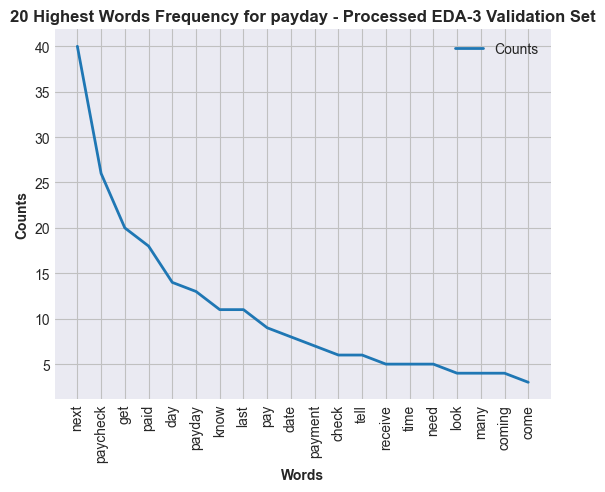 20 Highest Words Frequency for payday - Processed EDA-3 Validation Set
Counts
40
35
30
25
20
15
10
5
Counts
next
paycheck
get
paid
day
payday
know
last
pay
date
payment
check
tell
receive
time
need
look
many
coming
come
Words